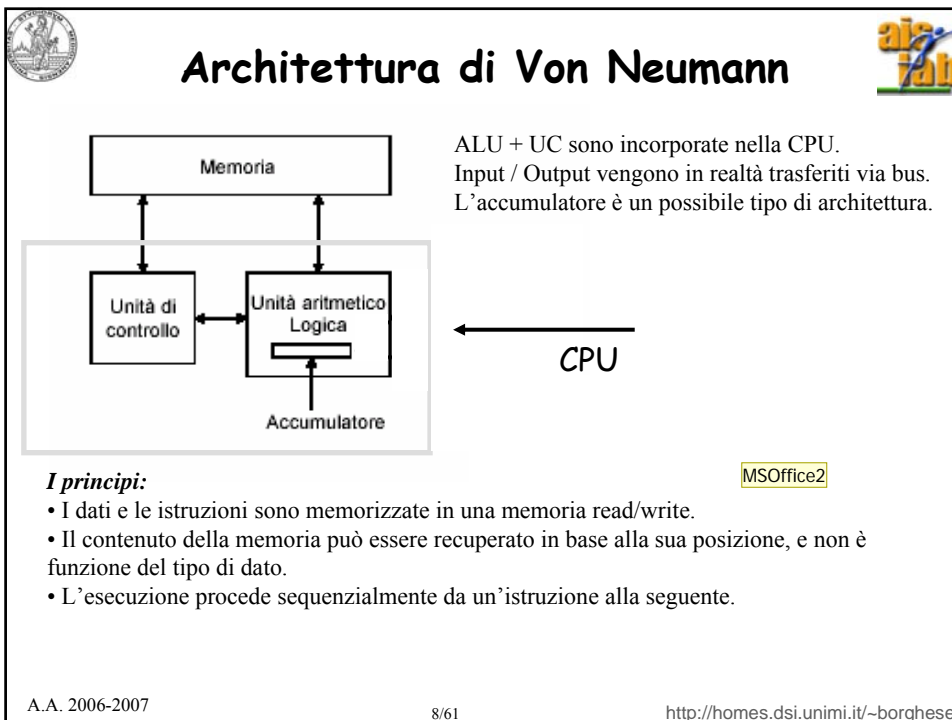 Architettura di Von Neumann
ais
lab
Memoria
ALU + UC sono incorporate nella CPU.
Input / Output vengono in realtà trasferiti via bus.
L'accumulatore è un possibile tipo di architettura.
Unità di
controllo
Unità aritmetico
Logica
Accumulatore
CPU
I principi:
MSOffice2
• I dati e le istruzioni sono memorizzate in una memoria read/write.
• Il contenuto della memoria può essere recuperato in base alla sua posizione, e non è
funzione del tipo di dato.
• L'esecuzione procede sequenzialmente da un'istruzione alla seguente.
A.A. 2006-2007
8/61
http://homes.dsi.unimi.it/~borghese